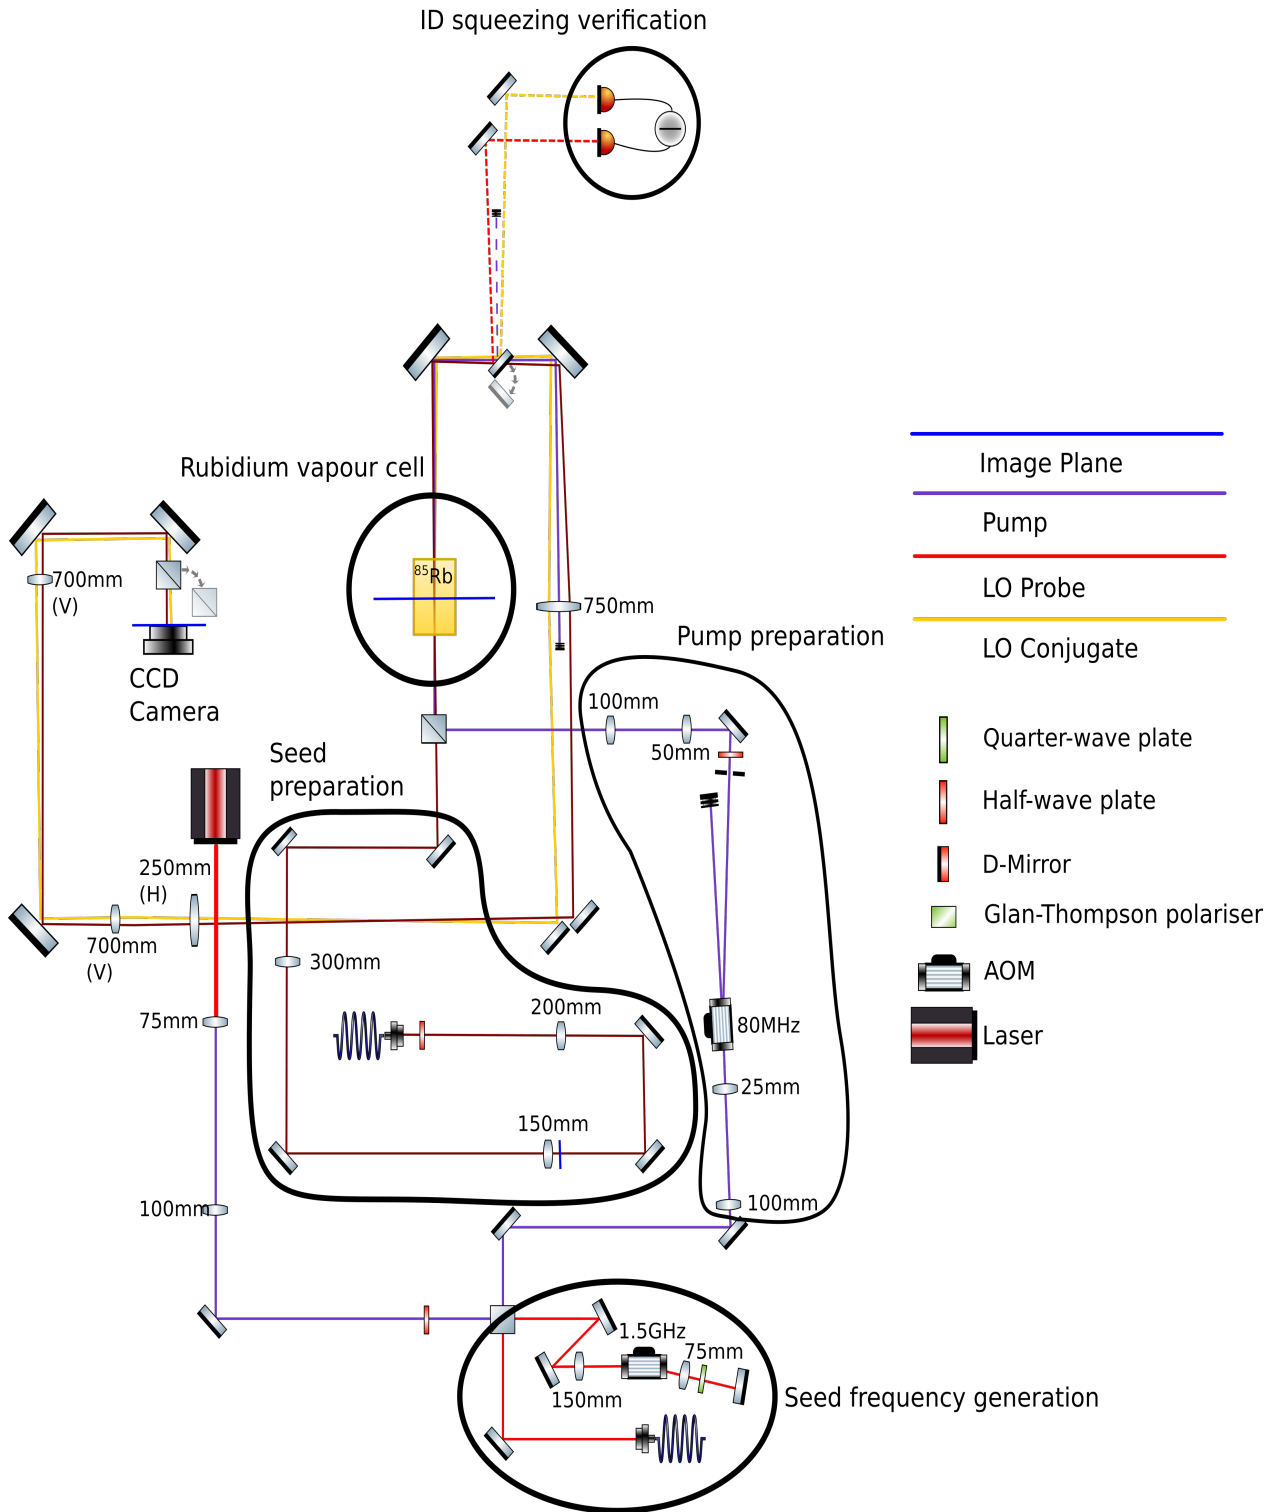 ID squeezing verification
Rubidium vapour cell
⁸⁵Rb
700mm
(V)
CCD
Camera
750mm
Pump preparation
100mm
50mm
Seed
preparation
250mm
(H)
700mm
(V)
300mm
75mm
200mm
80MHz
25mm
150mm
100mm
100mm
1.5GHz
75mm
150mm
Seed frequency generation
Image Plane
Pump
LO Probe
LO Conjugate
Quarter-wave plate
Half-wave plate
D-Mirror
Glan-Thompson polariser
AOM
Laser